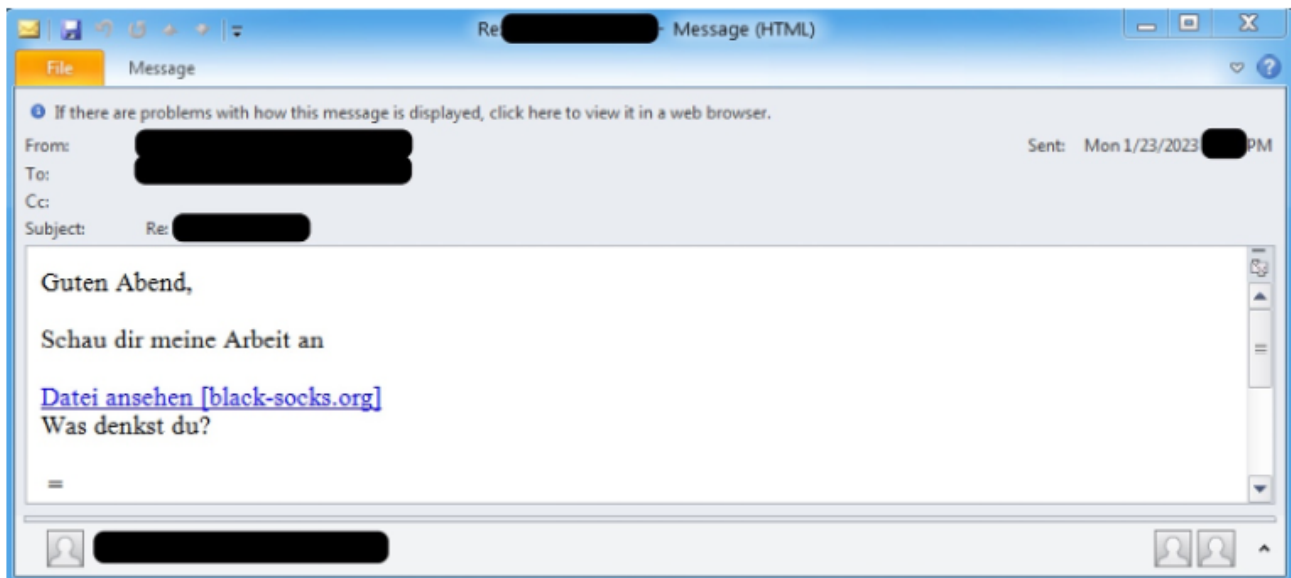 Re: - Message (HTML)
File Message
If there are problems with how this message is displayed, click here to view it in a web browser.
From:
Sent: Mon 1/23/2023 PM
To:
Cc:
Subject: Re:
Guten Abend,
Schau dir meine Arbeit an
Datei ansehen [black-socks.org]
Was denkst du?
=